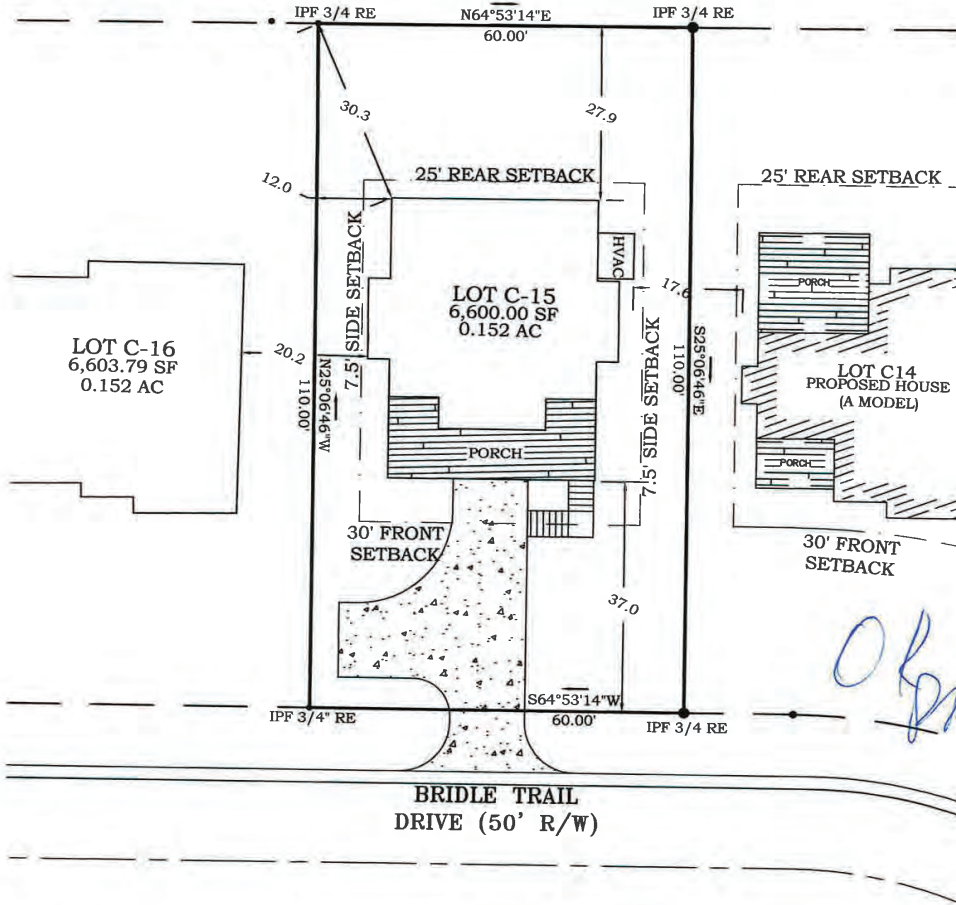 IPF 3/4 RE
N64°53'14"E
60.00'
IPF 3/4 RE
30.3
27.9
12.0
25' REAR SETBACK
25' REAR SETBACK
7.5' SIDE SETBACK
HVAC
17.6
PORCH
LOT C-15
6,600.00 SF
0.152 AC
LOT C-16
6,603.79 SF
0.152 AC
20.2
N25°06'46"W
110.00'
S25°06'46"E
110.00'
7.5' SIDE SETBACK
LOT C14
PROPOSED HOUSE
(A MODEL)
PORCH
PORCH
30' FRONT
SETBACK
30' FRONT
SETBACK
37.0
OK
S64°53'14"W
60.00'
IPF 3/4" RE
IPF 3/4 RE
BRIDLE TRAIL
DRIVE (50' R/W)